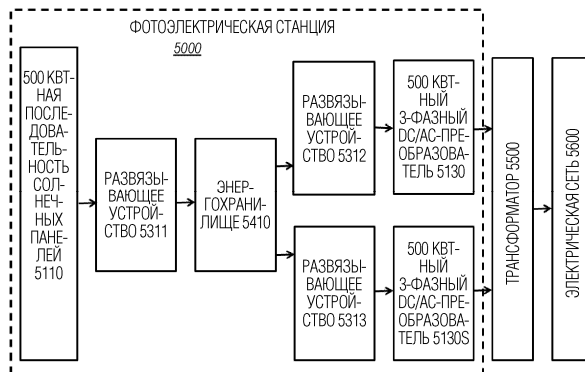 ФОТОЭЛЕКТРИЧЕСКАЯ СТАНЦИЯ
5000
500 КВТ-
НАЯ
ПОСЛЕ-
ДОВА-
ТЕЛЬ-
НОСТЬ
СОЛ-
НЕЧ-
НЫХ
ПАНЕ-
ЛЕЙ
5110
РАЗВЯЗЫ-
ВАЮЩЕЕ
УСТРОЙ-
СТВО 5311
ЭНЕР-
ГОХРАНИ-
ЛИЩЕ 5410
РАЗВЯЗЫ-
ВАЮЩЕЕ
УСТРОЙ-
СТВО 5312
500 КВТ-
НЫЙ
3-ФАЗНЫЙ
DC/AC-ПРЕ-
ОБРАЗОВА-
ТЕЛЬ 5130
РАЗВЯЗЫ-
ВАЮЩЕЕ
УСТРОЙ-
СТВО 5313
500 КВТ-
НЫЙ
3-ФАЗНЫЙ
DC/AC-ПРЕ-
ОБРАЗОВА-
ТЕЛЬ 5130S
ТРАНСФОРМАТОР 5500
ЭЛЕКТРИЧЕСКАЯ СЕТЬ 5600